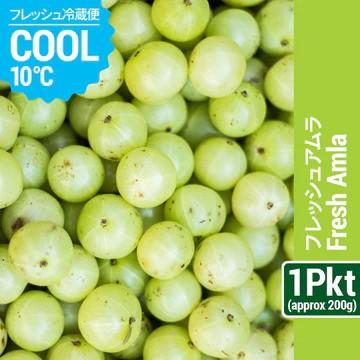 フレッシュ冷蔵便
COOL
10℃
フレッシュアムラ
Fresh Amla
1Pkt
(approx 200g)